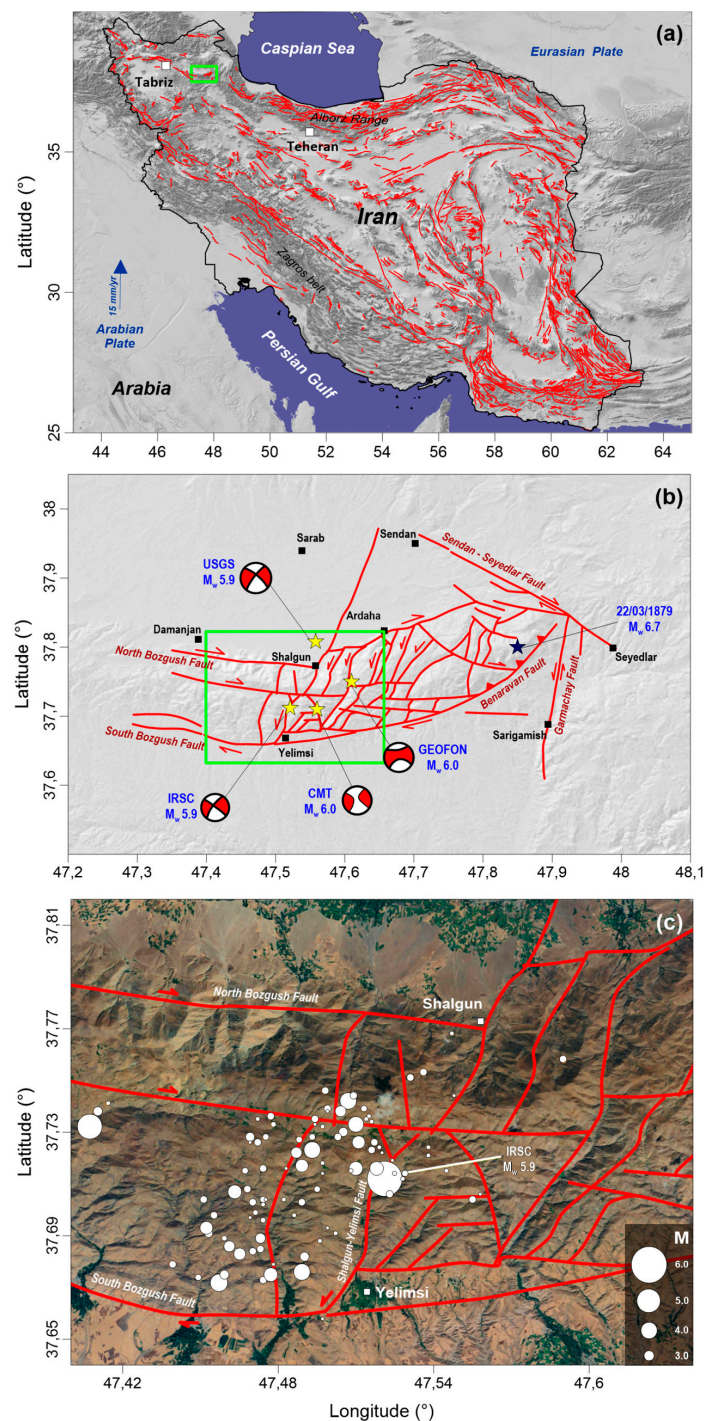 (a)
Caspian Sea
Eurasian Plate
Tabriz
Alborz Range
Teheran
Iran
Zagros belt
15 mm/yr
Arabian
Plate
Arabia
Persian Gulf
Latitude (°)
35
30
25
44 46 48 50 52 54 56 58 60 62 64
(b)
38
37,9
37,8
37,7
37,6
Latitude (°)
Sendan
Sarab
Sendan - Seyedlar Fault
USGS
Mw 5.9
22/03/1879
Mw 6.7
Ardaha
Damanjan
Seyedlar
North Bozgush Fault
Shalgun
Benaravan Fault
Garmachay Fault
South Bozgush Fault
Yelimsi
Sarigamish
GEOFON
Mw 6.0
IRSC
Mw 5.9
CMT
Mw 6.0
47,2 47,3 47,4 47,5 47,6 47,7 47,8 47,9 48 48,1
(c)
37,81
37,77
37,73
37,69
37,65
Latitude (°)
North Bozgush Fault
Shalgun
IRSC
Mw 5.9
Shalgun-Yelimsi Fault
South Bozgush Fault
Yelimsi
M
6.0
5.0
4.0
3.0
47,42 47,48 47,54 47,6
Longitude (°)